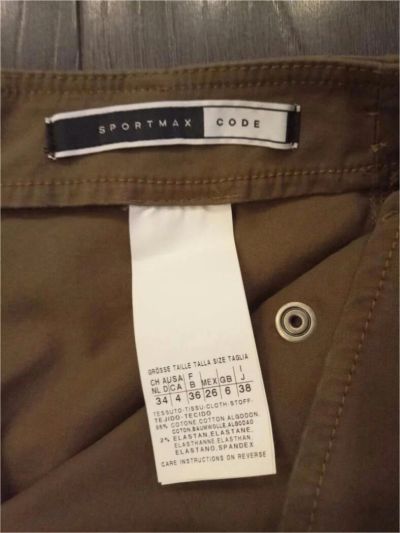 SPORTMAX CODE
GRÖSSE TAILLE TALLA SIZE TAGLIA
CH AUSA F I
NL D CA B MEX GB J
34 4 36 26 6 38
TESSUTO-TISSU-CLOTH-STOFF-
TEJIDO-TECIDO
98% COTONE COTTON ALGODON,
COTON, BAUMWOLLE, ALGODAO
2% ELASTAN, ELASTANE,
ELASTHANNE, ELASTHAN,
ELASTANO, SPANDEX
CARE INSTRUCTIONS ON REVERSE